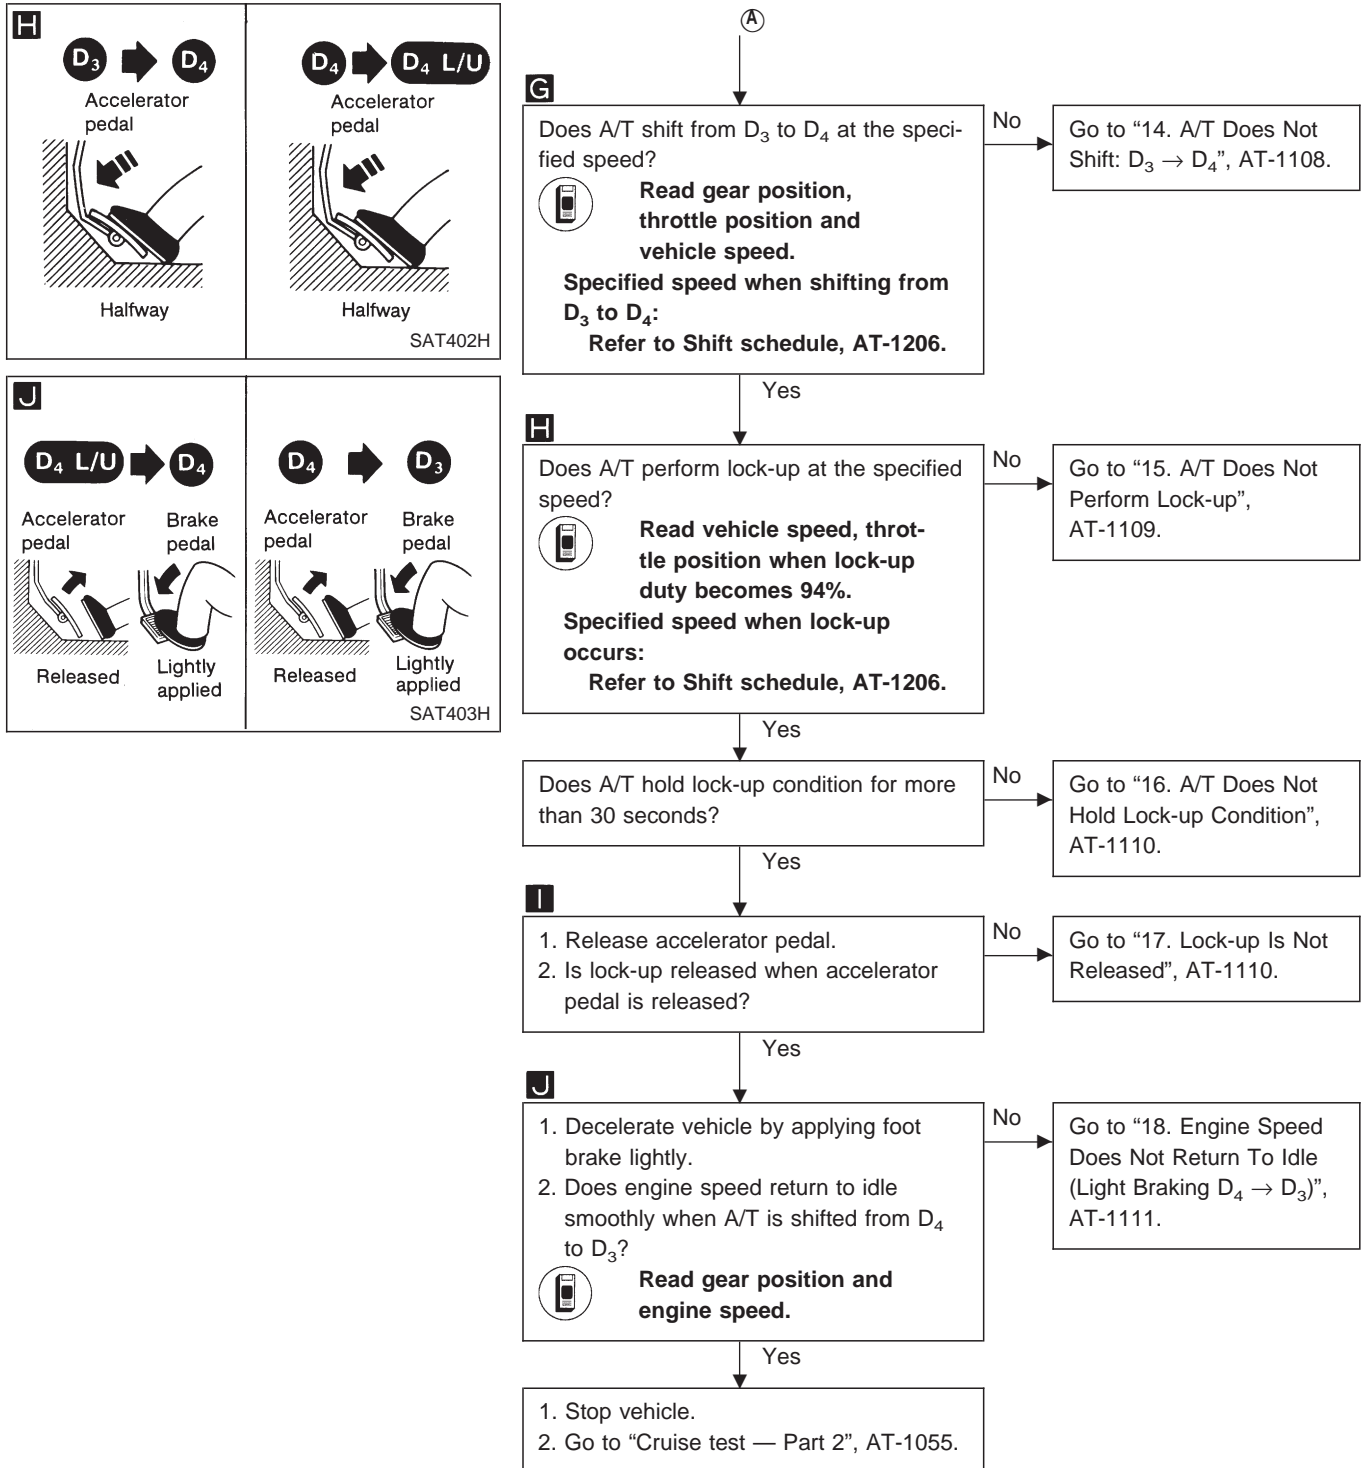 H
D3 D4
Accelerator
pedal
Halfway
D4 D4 L/U
Accelerator
pedal
Halfway
SAT402H
J
D4 L/U D4
Accelerator
pedal
Brake
pedal
Released
Lightly
applied
D4 D3
Accelerator
pedal
Brake
pedal
Released
Lightly
applied
SAT403H
A
G
Does A/T shift from D3 to D4 at the speci-
fied speed?
Read gear position,
throttle position and
vehicle speed.
Specified speed when shifting from
D3 to D4:
Refer to Shift schedule, AT-1206.
No
Go to “14. A/T Does Not
Shift: D3 → D4”, AT-1108.
Yes
H
Does A/T perform lock-up at the specified
speed?
Read vehicle speed, throt-
tle position when lock-up
duty becomes 94%.
Specified speed when lock-up
occurs:
Refer to Shift schedule, AT-1206.
No
Go to “15. A/T Does Not
Perform Lock-up”,
AT-1109.
Yes
Does A/T hold lock-up condition for more
than 30 seconds?
No
Go to “16. A/T Does Not
Hold Lock-up Condition”,
AT-1110.
Yes
I
1. Release accelerator pedal.
2. Is lock-up released when accelerator
pedal is released?
No
Go to “17. Lock-up Is Not
Released”, AT-1110.
Yes
J
1. Decelerate vehicle by applying foot
brake lightly.
2. Does engine speed return to idle
smoothly when A/T is shifted from D4
to D3?
Read gear position and
engine speed.
No
Go to “18. Engine Speed
Does Not Return To Idle
(Light Braking D4 → D3)”,
AT-1111.
Yes
1. Stop vehicle.
2. Go to “Cruise test — Part 2”, AT-1055.